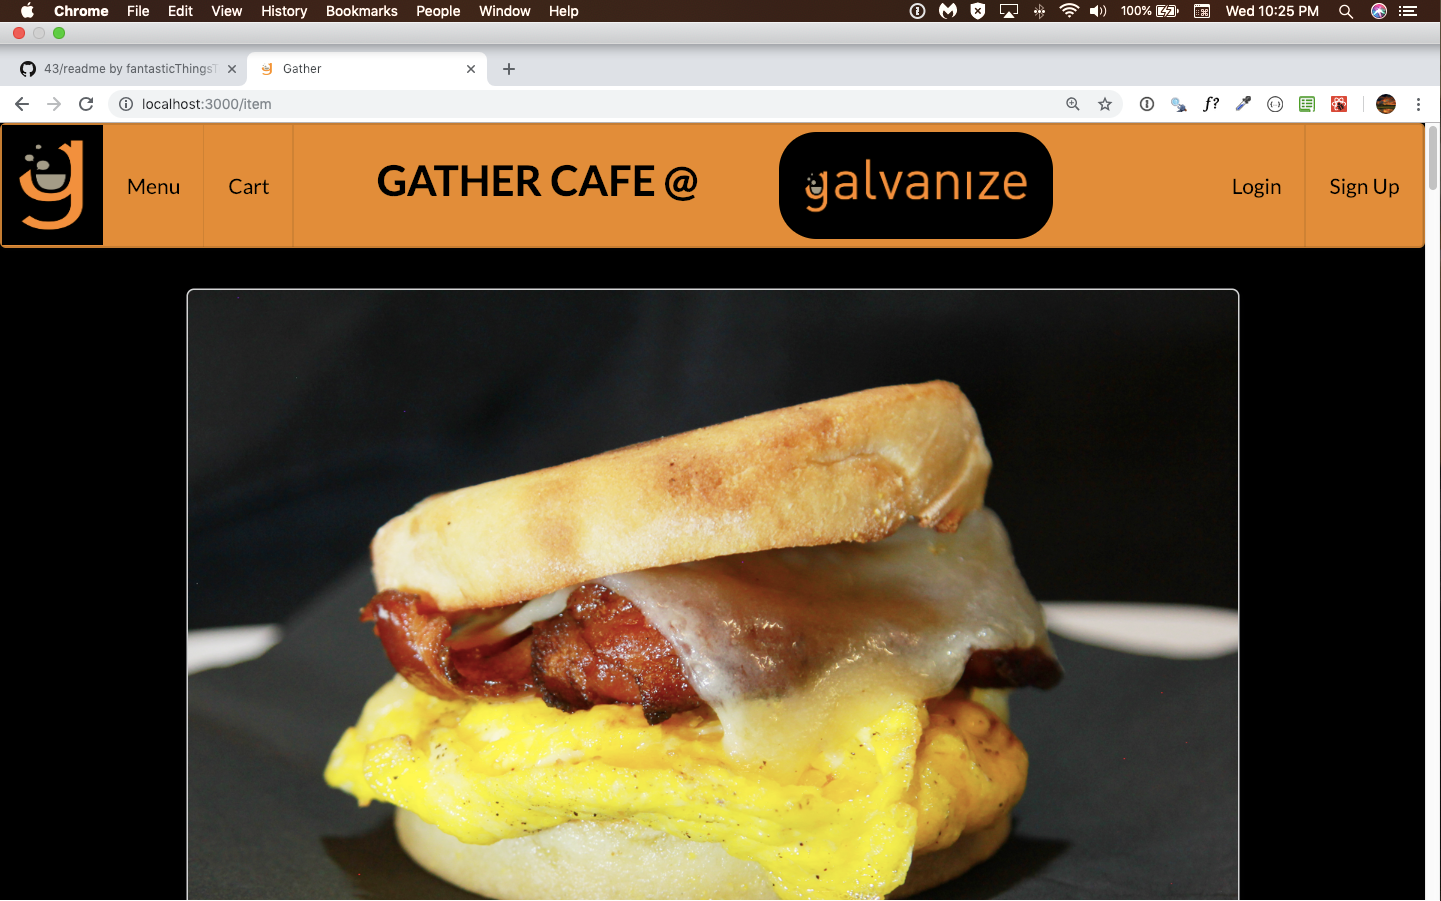 Chrome File Edit View History Bookmarks People Window Help 100% Wed 10:25 PM
43/readme by fantasticThingsT Gather
localhost:3000/item f?
g Menu Cart GATHER CAFE @ galvanize Login Sign Up